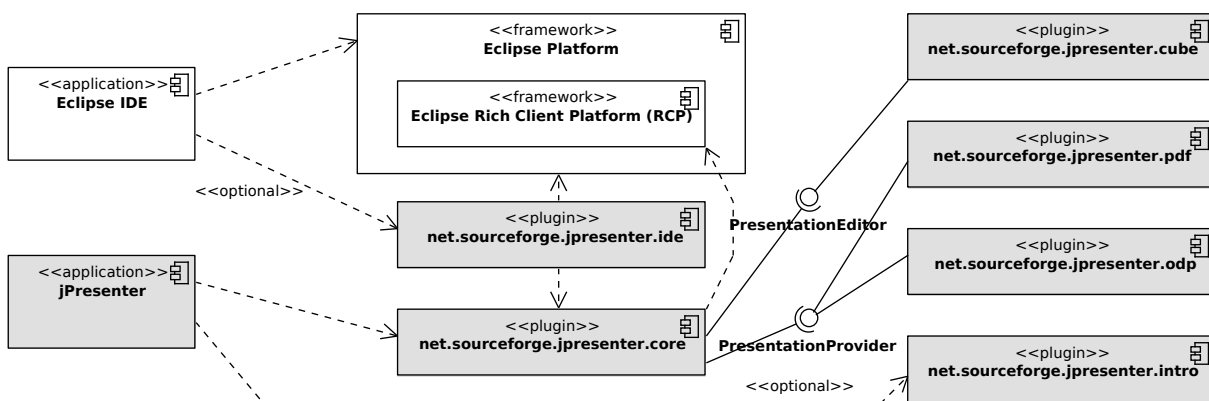 <<framework>>
Eclipse Platform
<<plugin>>
net.sourceforge.jpresenter.cube
<<application>>
Eclipse IDE
<<framework>>
Eclipse Rich Client Platform (RCP)
<<plugin>>
net.sourceforge.jpresenter.pdf
<<optional>>
<<plugin>>
net.sourceforge.jpresenter.ide
PresentationEditor
<<plugin>>
net.sourceforge.jpresenter.odp
<<application>>
jPresenter
<<plugin>>
net.sourceforge.jpresenter.core
PresentationProvider
<<plugin>>
net.sourceforge.jpresenter.intro
<<optional>>